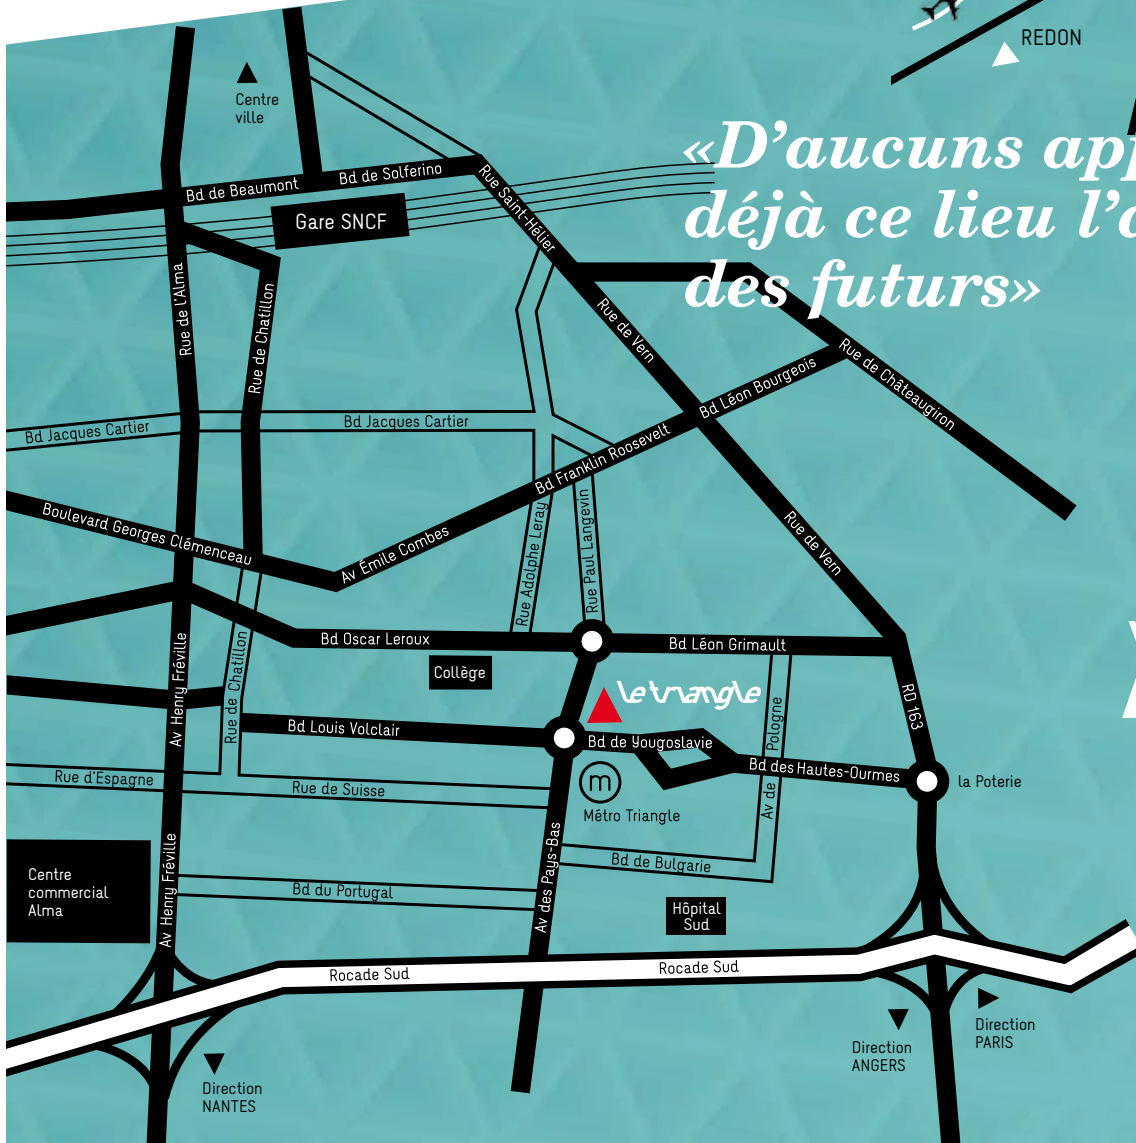 REDON
Centre
ville
«D’aucuns
déjà ce lieu
des futurs»
Bd de Beaumont
Bd de Solferino
Gare SNCF
Rue Saint-Hélier
Rue de l'Alma
Rue de Chatillon
Rue de Vern
Bd Léon Bourgeois
Rue de Châteaugiron
Bd Jacques Cartier
Bd Jacques Cartier
Bd Franklin Roosevelt
Boulevard Georges Clémenceau
Av Émile Combes
Rue Adolphe Leray
Rue Paul Langevin
Rue de Vern
Bd Oscar Leroux
Bd Léon Grimault
Collège
le triangle
Av Henry Fréville
Rue de Chatillon
Bd Louis Volclair
Bd de Yougoslavie
Av de Pologne
RD 163
Bd des Hautes-Ourmes
la Poterie
Rue d'Espagne
Rue de Suisse
m
Métro Triangle
Av des Pays-Bas
Bd de Bulgarie
Centre
commercial
Alma
Av Henry Fréville
Bd du Portugal
Hôpital
Sud
Rocade Sud
Rocade Sud
Direction
PARIS
Direction
ANGERS
Direction
NANTES